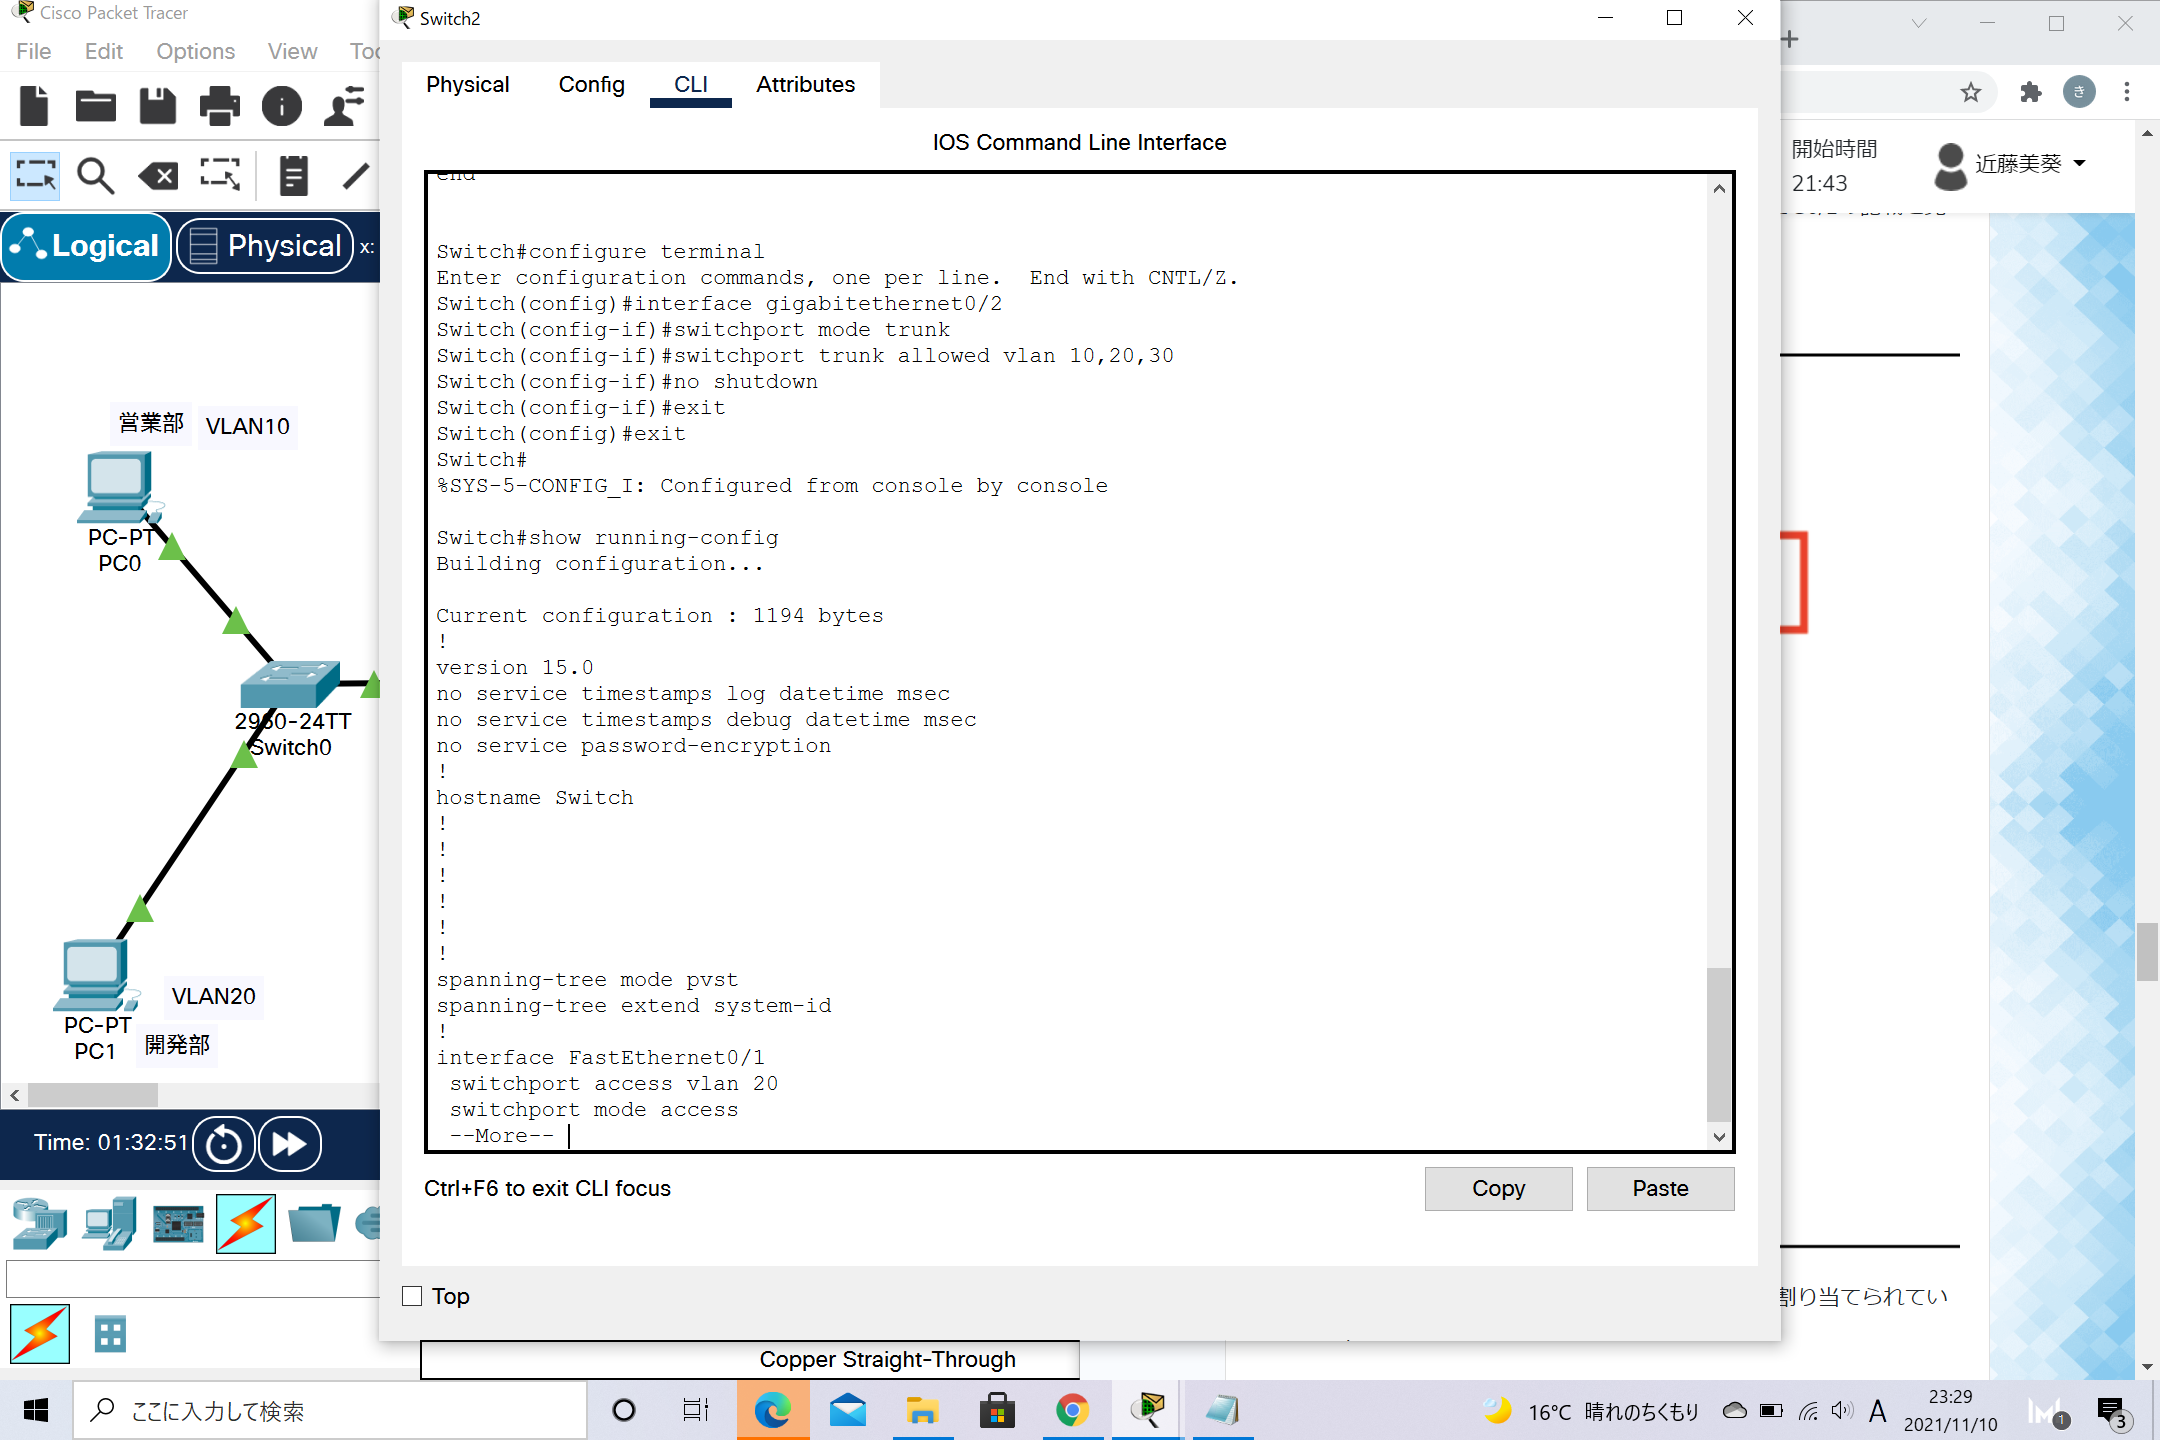 Cisco Packet Tracer
File Edit Options View Too
Logical
Physical
x:
営業部
VLAN10
PC-PT
PC0
2960-24TT
Switch0
VLAN20
PC-PT
PC1
開発部
Time: 01:32:51
Switch2
Physical Config CLI Attributes
IOS Command Line Interface
end
Switch#configure terminal
Enter configuration commands, one per line.  End with CNTL/Z.
Switch(config)#interface gigabitethernet0/2
Switch(config-if)#switchport mode trunk
Switch(config-if)#switchport trunk allowed vlan 10,20,30
Switch(config-if)#no shutdown
Switch(config-if)#exit
Switch(config)#exit
Switch#
%SYS-5-CONFIG_I: Configured from console by console
Switch#show running-config
Building configuration...
Current configuration : 1194 bytes
!
version 15.0
no service timestamps log datetime msec
no service timestamps debug datetime msec
no service password-encryption
!
hostname Switch
!
!
!
!
!
!
spanning-tree mode pvst
spanning-tree extend system-id
!
interface FastEthernet0/1
switchport access vlan 20
switchport mode access
--More--
Ctrl+F6 to exit CLI focus
Copy
Paste
Top
Copper Straight-Through
き
開始時間
21:43
近藤美葵
割り当てられてい
ここに入力して検索
16°C 晴れのちくもり
A
23:29
2021/11/10
1
3